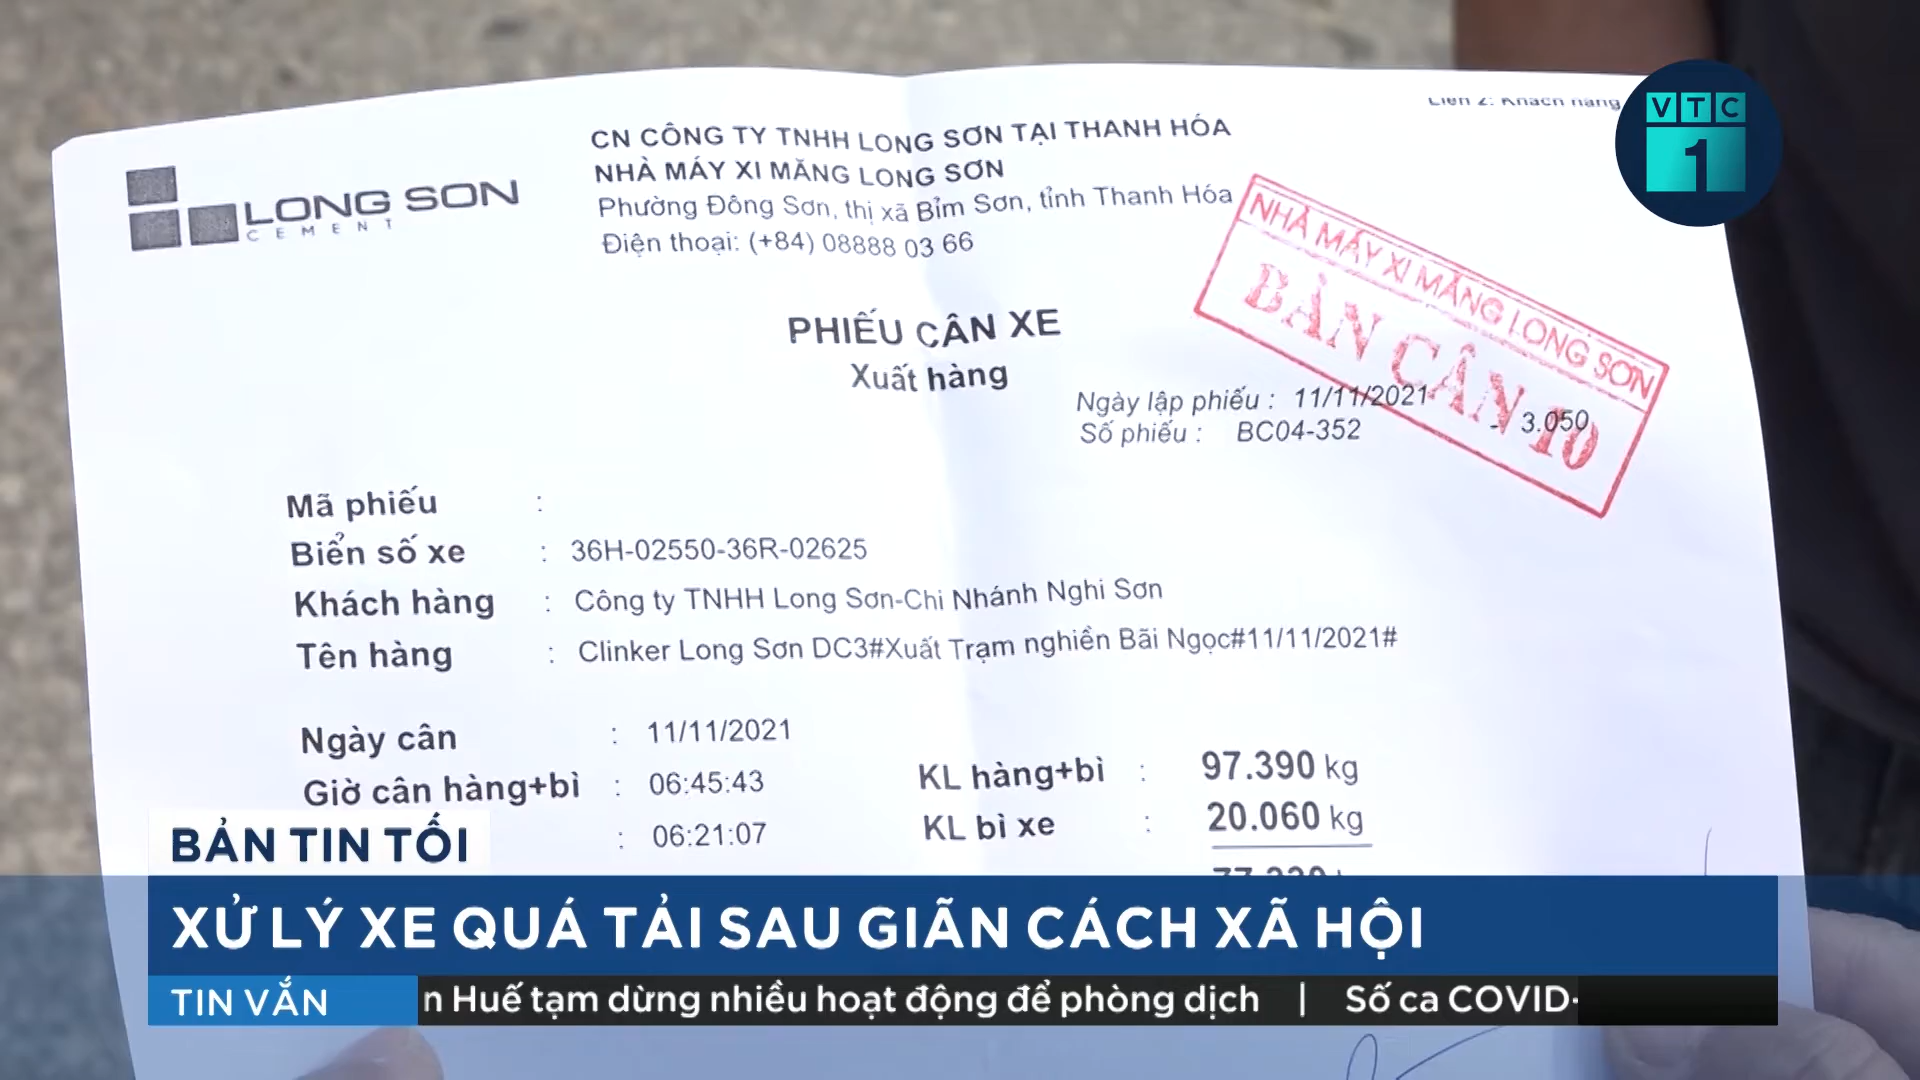 Liên 2: Khách hàng
VTC
1
LONG SON
CEMENT
CN CÔNG TY TNHH LONG SƠN TẠI THANH HÓA
NHÀ MÁY XI MĂNG LONG SƠN
Phường Đông Sơn, thị xã Bỉm Sơn, tỉnh Thanh Hóa
Điện thoại: (+84) 08888 03 66
NHÀ MÁY XI MĂNG LONG SƠN
BÀN CÂN 10
PHIẾU CÂN XE
Xuất hàng
Ngày lập phiếu : 11/11/2021
- 3.050
Số phiếu : BC04-352
Mã phiếu :
Biển số xe : 36H-02550-36R-02625
Khách hàng : Công ty TNHH Long Sơn-Chi Nhánh Nghi Sơn
Tên hàng : Clinker Long Sơn DC3#Xuất Trạm nghiền Bãi Ngọc#11/11/2021#
Ngày cân : 11/11/2021
Giờ cân hàng+bì : 06:45:43 KL hàng+bì : 97.390 kg
: 06:21:07 KL bì xe : 20.060 kg
BẢN TIN TỐI
XỬ LÝ XE QUÁ TẢI SAU GIÃN CÁCH XÃ HỘI
TIN VẮN
n Huế tạm dừng nhiều hoạt động để phòng dịch | Số ca COVID-